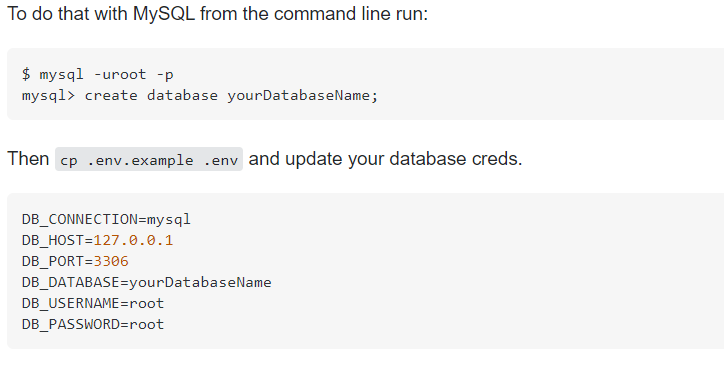 To do that with MySQL from the command line run:
$ mysql -uroot -p
mysql> create database yourDatabaseName;
Then cp .env.example .env and update your database creds.
DB_CONNECTION=mysql
DB_HOST=127.0.0.1
DB_PORT=3306
DB_DATABASE=yourDatabaseName
DB_USERNAME=root
DB_PASSWORD=root